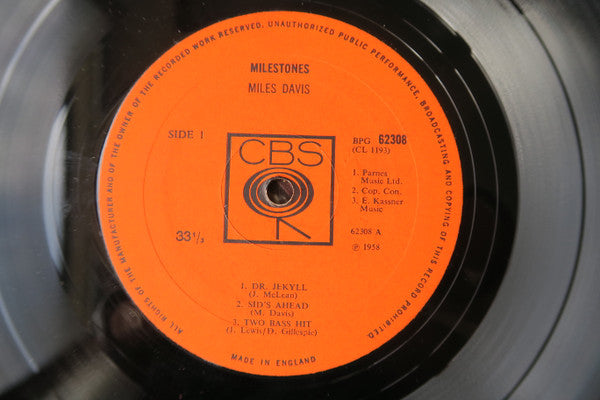 ALL RIGHTS OF THE MANUFACTURER AND OF THE OWNER OF THE RECORDED WORK RESERVED. UNAUTHORIZED PUBLIC PERFORMANCE, BROADCASTING AND COPYING OF THIS RECORD PROHIBITED.
MILESTONES
MILES DAVIS
SIDE 1
CBS
BPG 62308
(CL 1193)
1. Parnes
Music Ltd.
2. Cop. Con.
3. E. Kassner
Music
33 1/3
62308 A
℗ 1958
1. DR. JEKYLL
(J. McLean)
2. SID'S AHEAD
(M. Davis)
3. TWO BASS HIT
(J. Lewis/D. Gillespie)
MADE IN ENGLAND